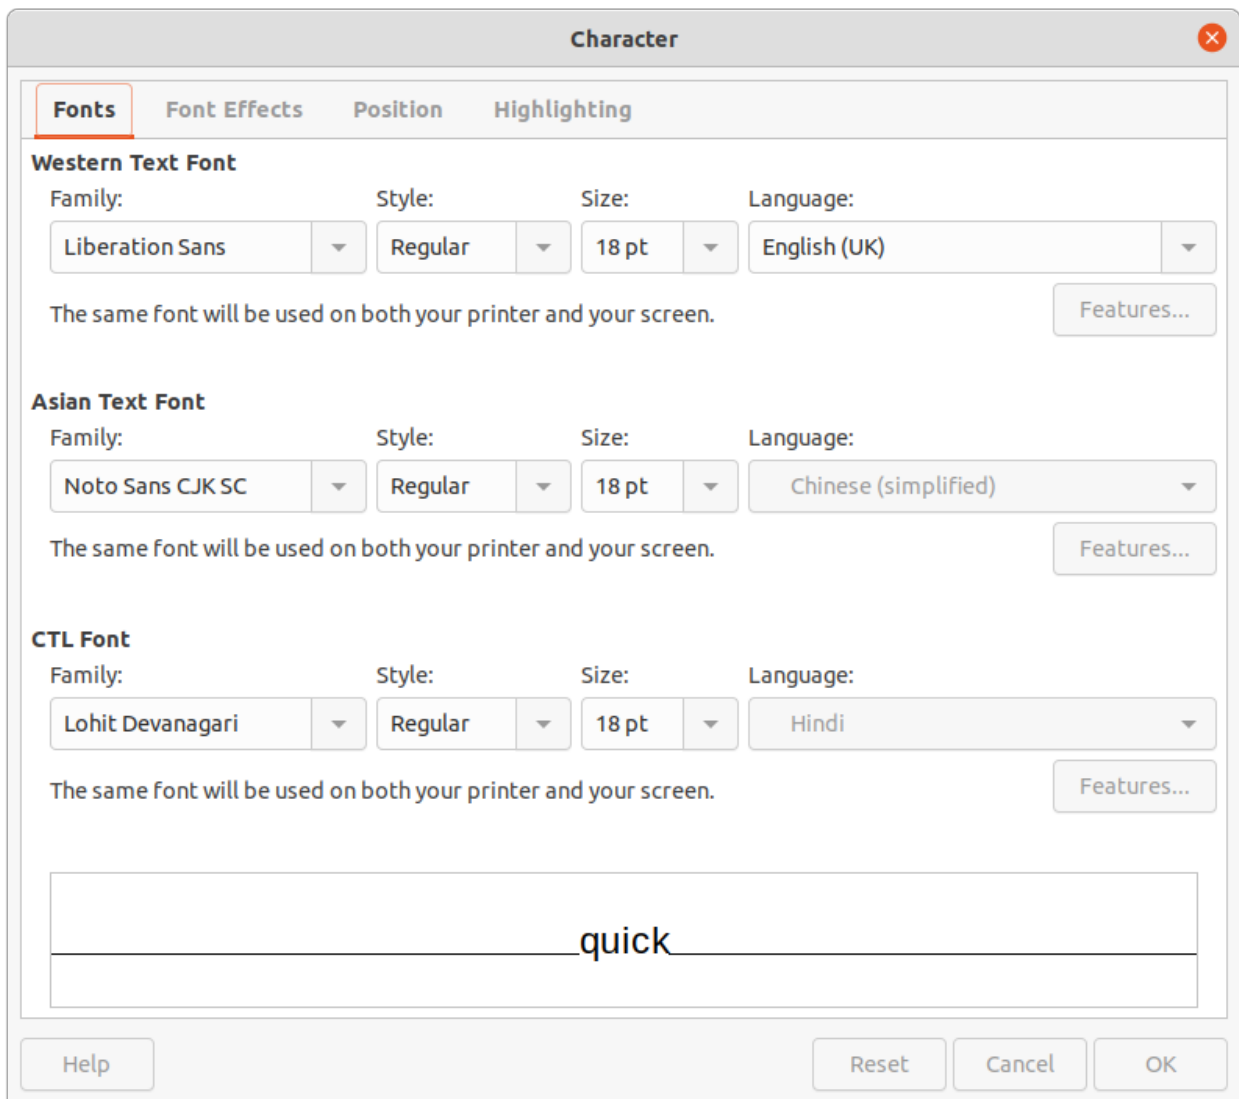 Character
Fonts Font Effects Position Highlighting
Western Text Font
Family: Style: Size: Language:
Liberation Sans Regular 18 pt English (UK)
The same font will be used on both your printer and your screen. Features...
Asian Text Font
Family: Style: Size: Language:
Noto Sans CJK SC Regular 18 pt Chinese (simplified)
The same font will be used on both your printer and your screen. Features...
CTL Font
Family: Style: Size: Language:
Lohit Devanagari Regular 18 pt Hindi
The same font will be used on both your printer and your screen. Features...
quick
Help Reset Cancel OK